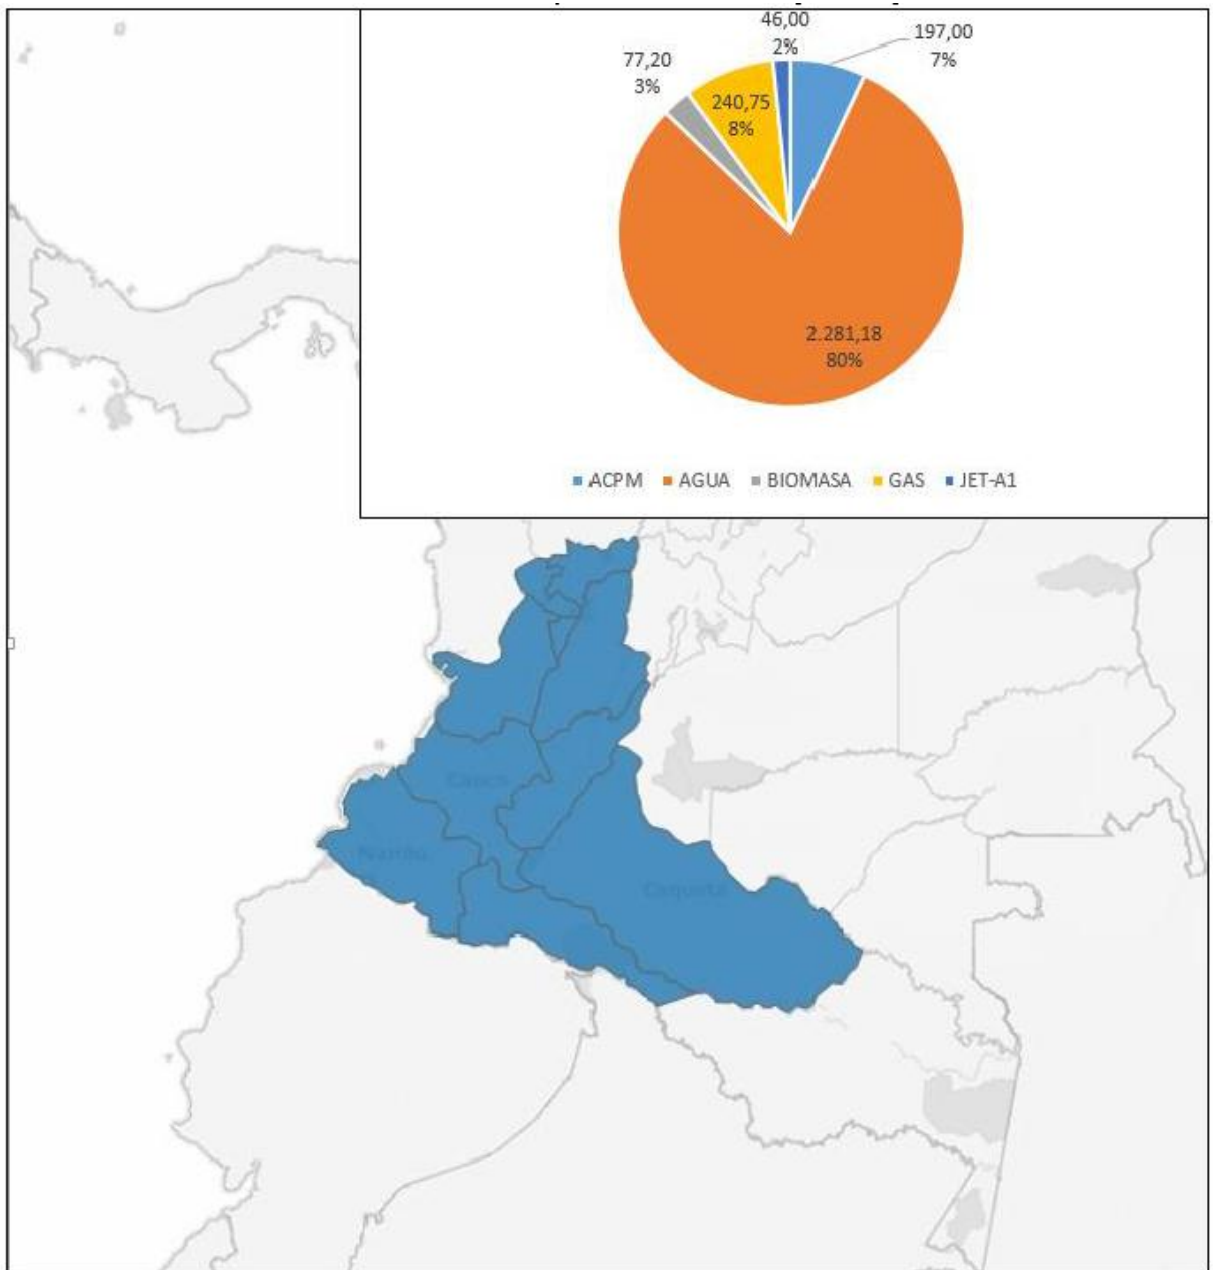 46,00
2%
197,00
7%
77,20
3%
240,75
8%
2.281,18
80%
ACPM AGUA BIOMASA GAS JET-A1
Cauca
Nariño
Caquetá